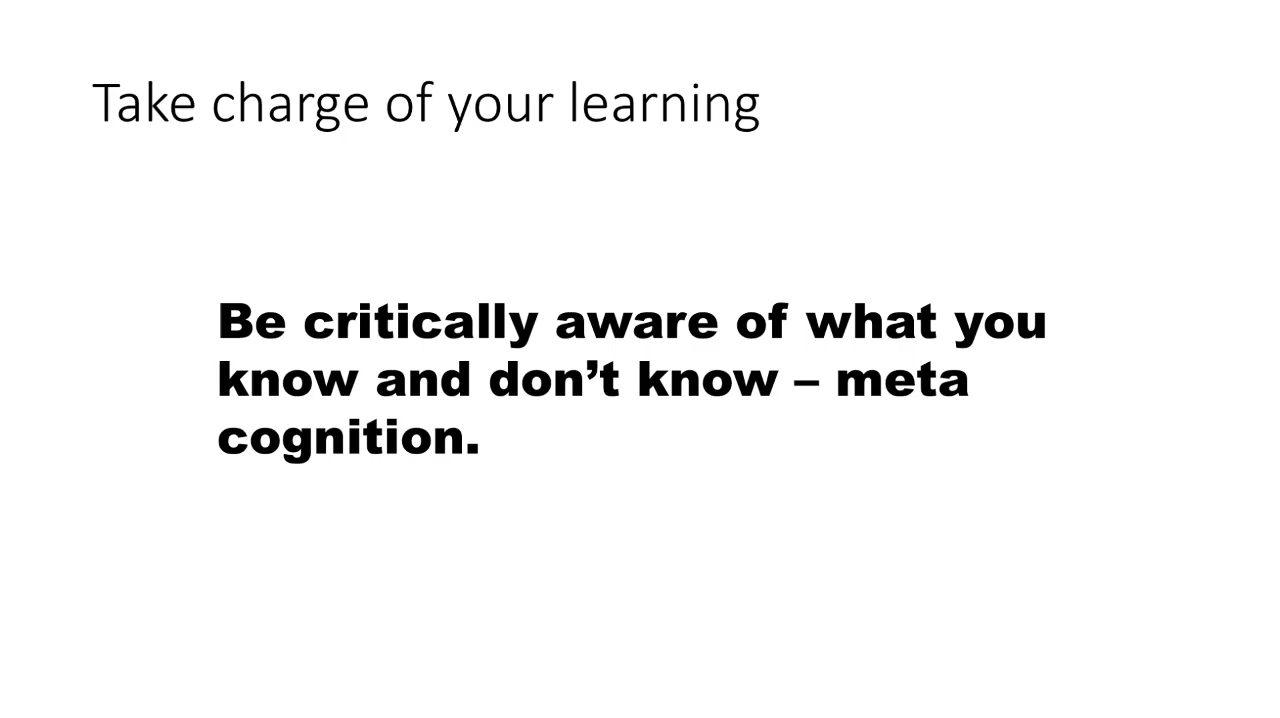 Take charge of your learning
Be critically aware of what you
know and don’t know – meta
cognition.